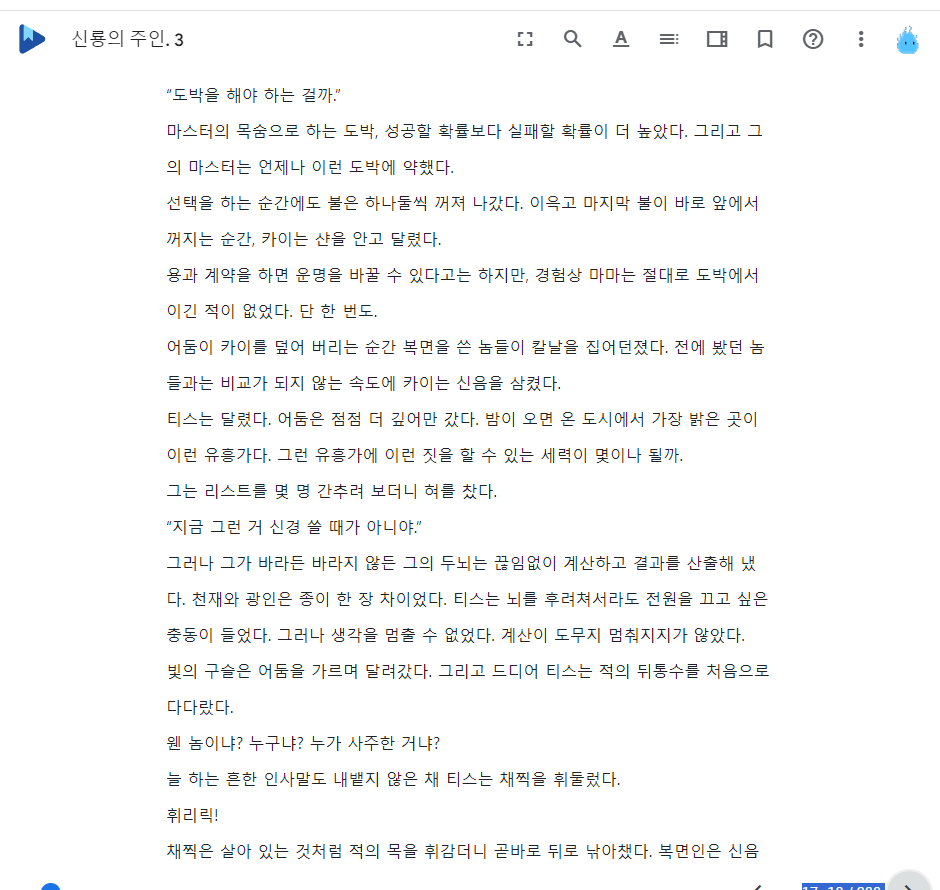 신룡의 주인. 3
“도박을 해야 하는 걸까.”
마스터의 목숨으로 하는 도박, 성공할 확률보다 실패할 확률이 더 높았다. 그리고 그
의 마스터는 언제나 이런 도박에 약했다.
선택을 하는 순간에도 불은 하나둘씩 꺼져 나갔다. 이윽고 마지막 불이 바로 앞에서
꺼지는 순간, 카이는 샨을 안고 달렸다.
용과 계약을 하면 운명을 바꿀 수 있다고는 하지만, 경험상 마마는 절대로 도박에서
이긴 적이 없었다. 단 한 번도.
어둠이 카이를 덮어 버리는 순간 복면을 쓴 놈들이 칼날을 집어던졌다. 전에 봤던 놈
들과는 비교가 되지 않는 속도에 카이는 신음을 삼켰다.
티스는 달렸다. 어둠은 점점 더 깊어만 갔다. 밤이 오면 온 도시에서 가장 밝은 곳이
이런 유흥가다. 그런 유흥가에 이런 짓을 할 수 있는 세력이 몇이나 될까.
그는 리스트를 몇 명 간추려 보더니 혀를 찼다.
“지금 그런 거 신경 쓸 때가 아니야.”
그러나 그가 바라든 바라지 않든 그의 두뇌는 끊임없이 계산하고 결과를 산출해 냈
다. 천재와 광인은 종이 한 장 차이었다. 티스는 뇌를 후려쳐서라도 전원을 끄고 싶은
충동이 들었다. 그러나 생각을 멈출 수 없었다. 계산이 도무지 멈춰지지가 않았다.
빛의 구슬은 어둠을 가르며 달려갔다. 그리고 드디어 티스는 적의 뒤통수를 처음으로
다다랐다.
웬 놈이냐? 누구냐? 누가 사주한 거냐?
늘 하는 흔한 인사말도 내뱉지 않은 채 티스는 채찍을 휘둘렀다.
휘리릭!
채찍은 살아 있는 것처럼 적의 목을 휘감더니 곧바로 뒤로 낚아챘다. 복면인은 신음